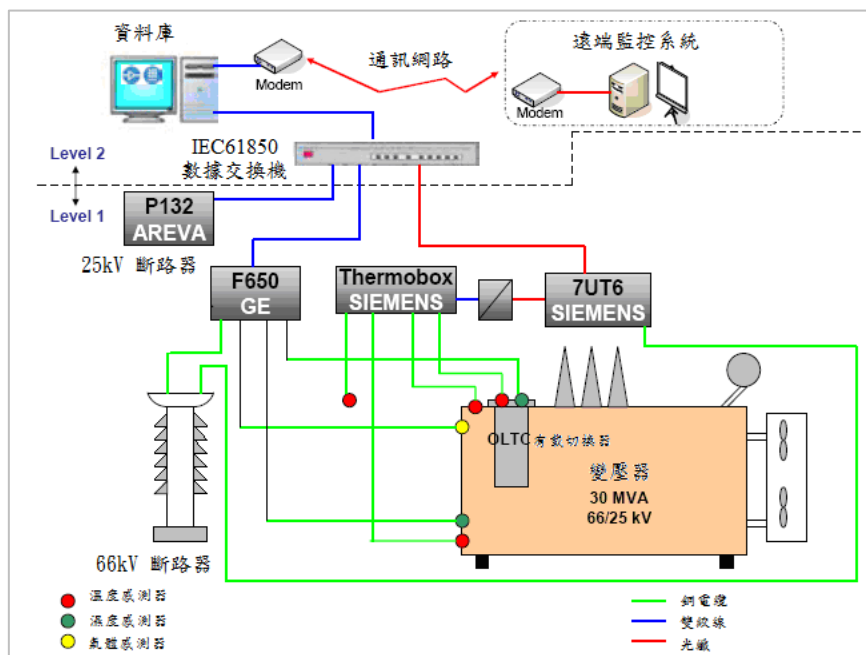 資料庫
Modem
通訊網路
遠端監控系統
Modem
IEC61850
數據交換機
Level 2
Level 1
P132
AREVA
25kV 斷路器
F650
GE
Thermobox
SIEMENS
7UT6
SIEMENS
OLTC有載切換器
變壓器
30 MVA
66/25 kV
66kV 斷路器
溫度感測器
濕度感測器
氣體感測器
銅電纜
雙絞線
光纖